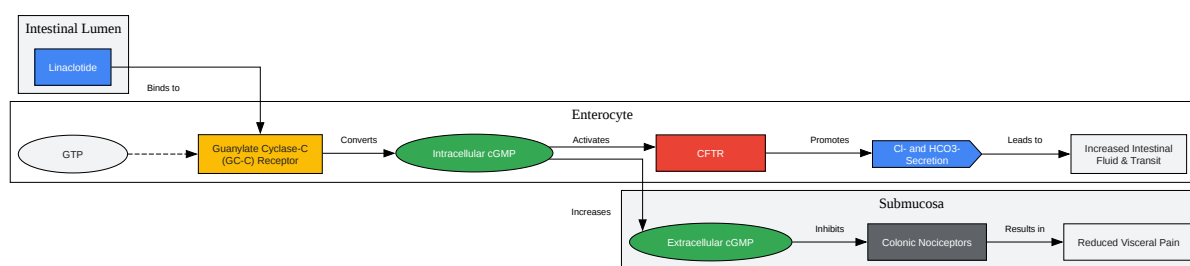 Intestinal Lumen
Linaclotide
Binds to
Enterocyte
GTP
Guanylate Cyclase-C
(GC-C) Receptor
Converts
Intracellular cGMP
Activates
CFTR
Promotes
Cl- and HCO3-
Secretion
Leads to
Increased Intestinal
Fluid & Transit
Increases
Submucosa
Extracellular cGMP
Inhibits
Colonic Nociceptors
Results in
Reduced Visceral Pain